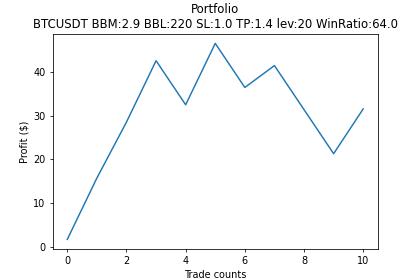 Portfolio
BTCUSDT BBM:2.9 BBL:220 SL:1.0 TP:1.4 lev:20 WinRatio:64.0
40
30
20
10
0
Profit ($)
0 2 4 6 8 10
Trade counts